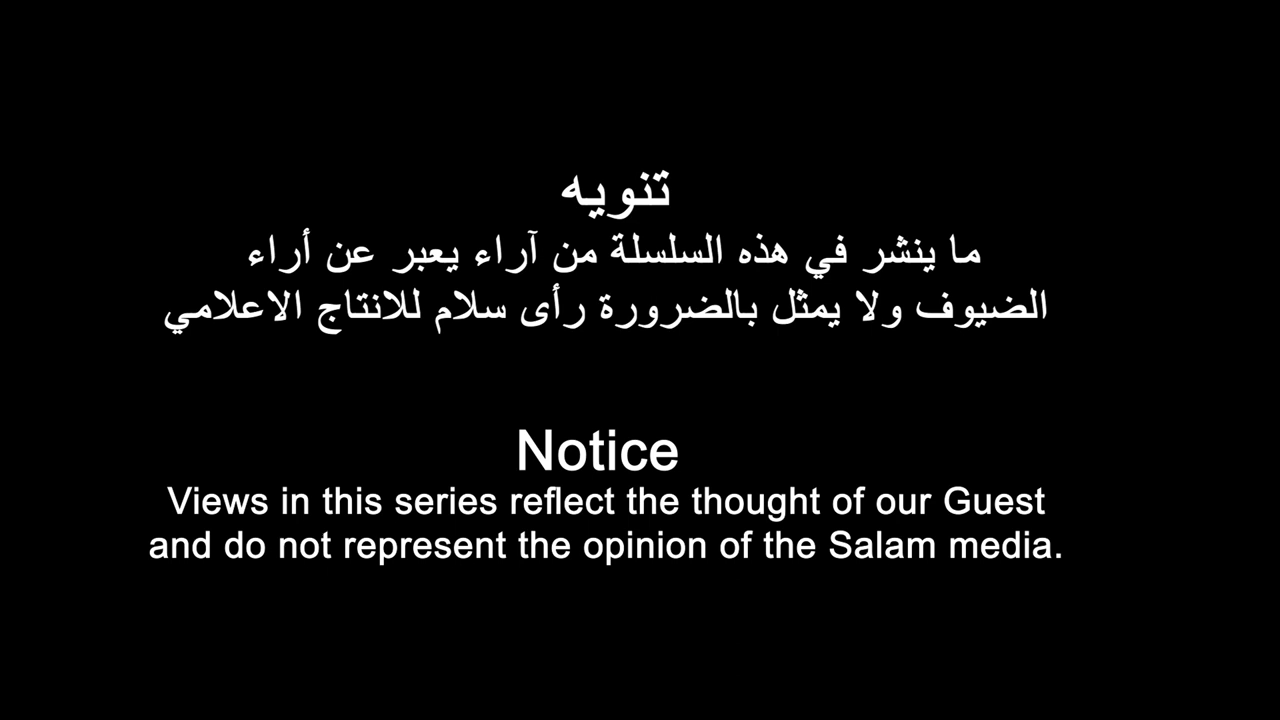 تنويه
ما ينشر في هذه السلسلة من آراء يعبر عن أراء
الضيوف ولا يمثل بالضرورة رأى سلام للانتاج الاعلامي
Notice
Views in this series reflect the thought of our Guest
and do not represent the opinion of the Salam media.